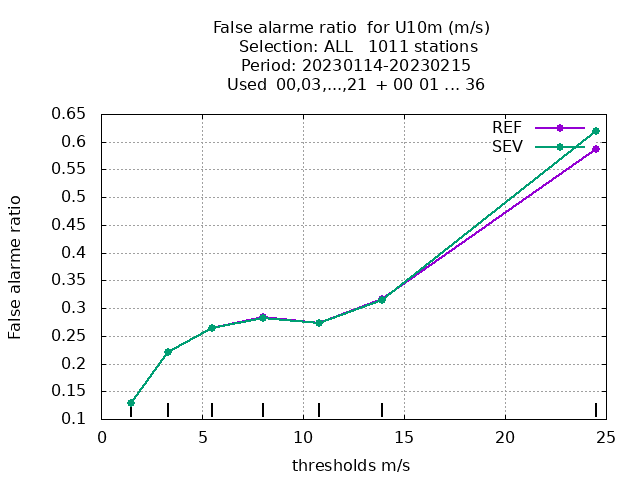 False alarme ratio  for U10m (m/s)
Selection: ALL   1011 stations
Period: 20230114-20230215
Used  00,03,...,21  + 00 01 ... 36
REF
SEV
0.65
0.6
0.55
0.5
0.45
0.4
0.35
0.3
0.25
0.2
0.15
0.1
False alarme ratio
0 5 10 15 20 25
thresholds m/s